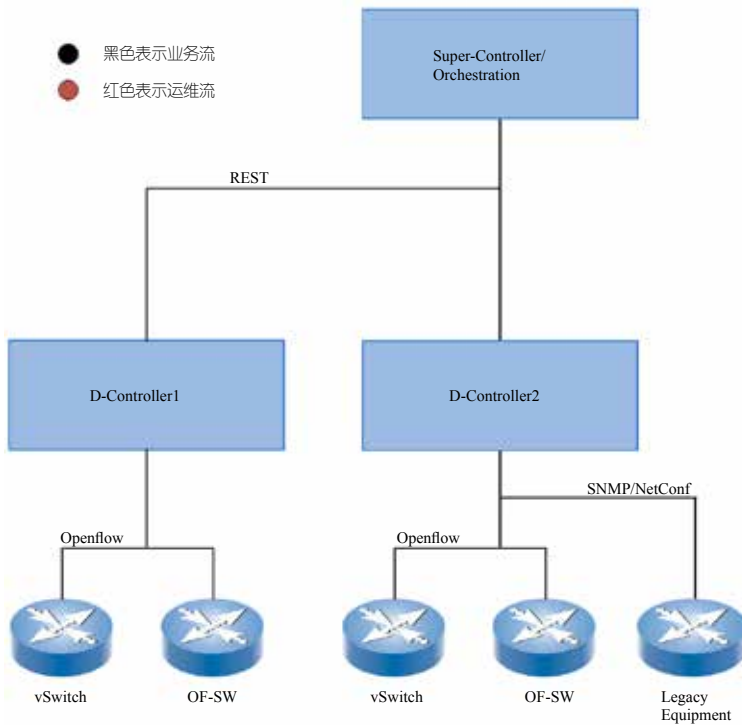 黑色表示业务流
红色表示运维流
Super-Controller/
Orchestration
REST
D-Controller1
D-Controller2
SNMP/NetConf
Openflow
Openflow
vSwitch
OF-SW
vSwitch
OF-SW
Legacy
Equipment